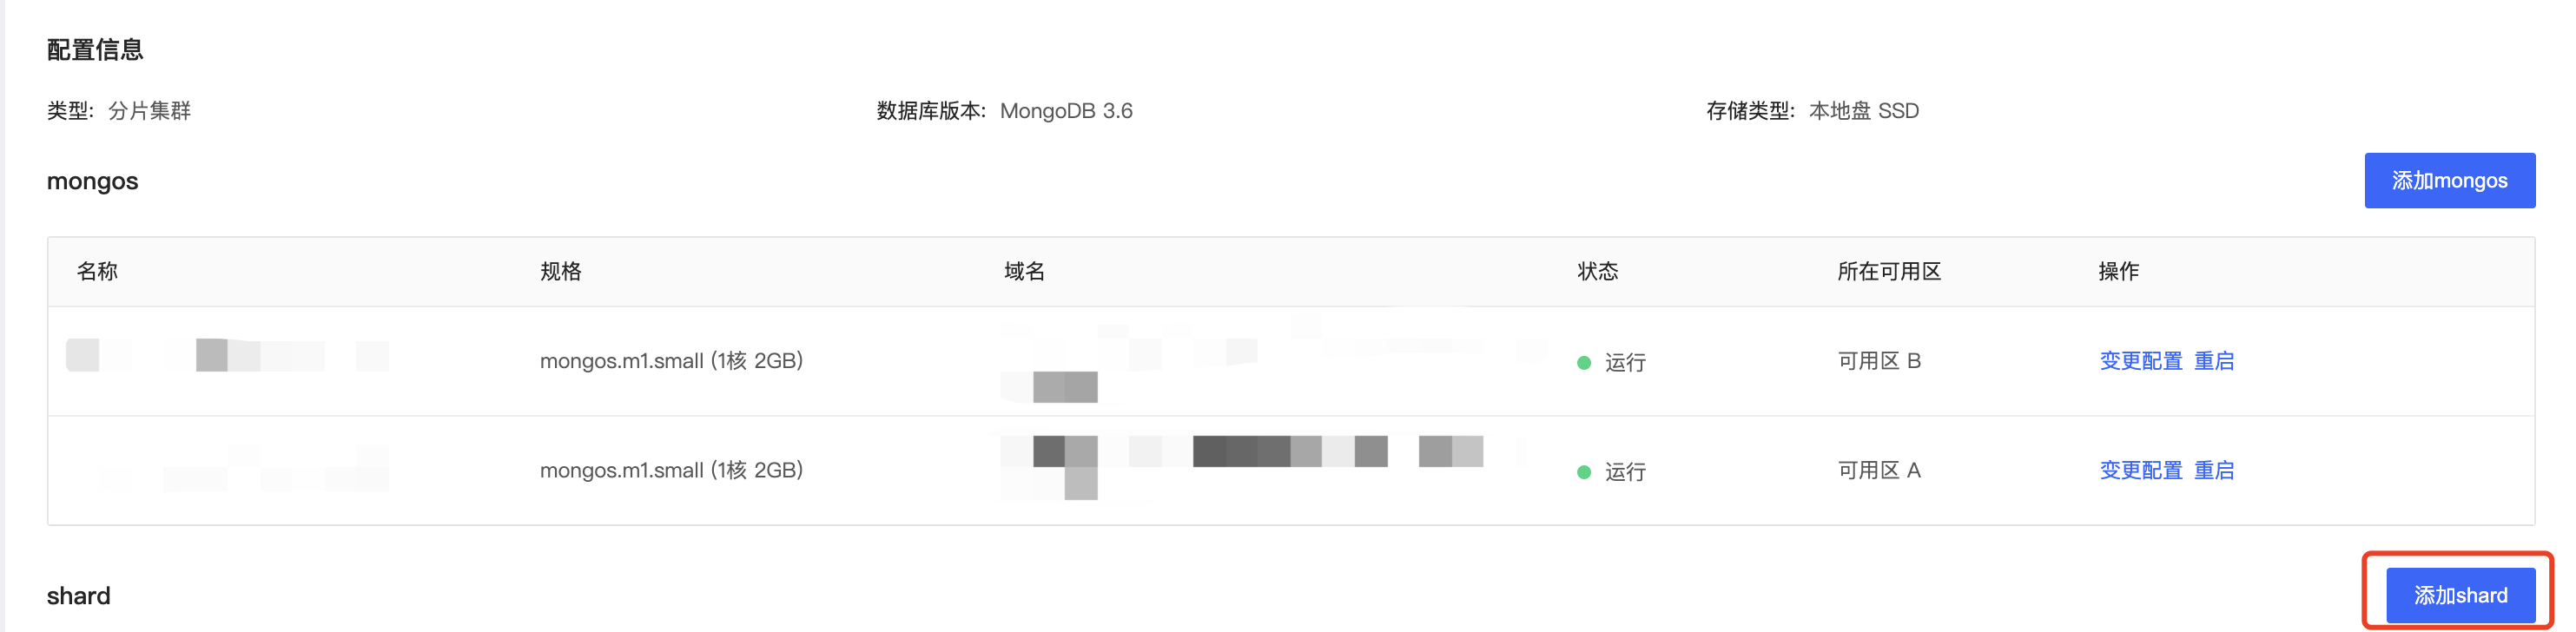 配置信息
类型: 分片集群 数据库版本: MongoDB 3.6 存储类型: 本地盘 SSD
mongos 添加mongos
名称 规格 域名 状态 所在可用区 操作
mongos.m1.small (1核 2GB) 运行 可用区 B 变更配置 重启
mongos.m1.small (1核 2GB) 运行 可用区 A 变更配置 重启
shard 添加shard